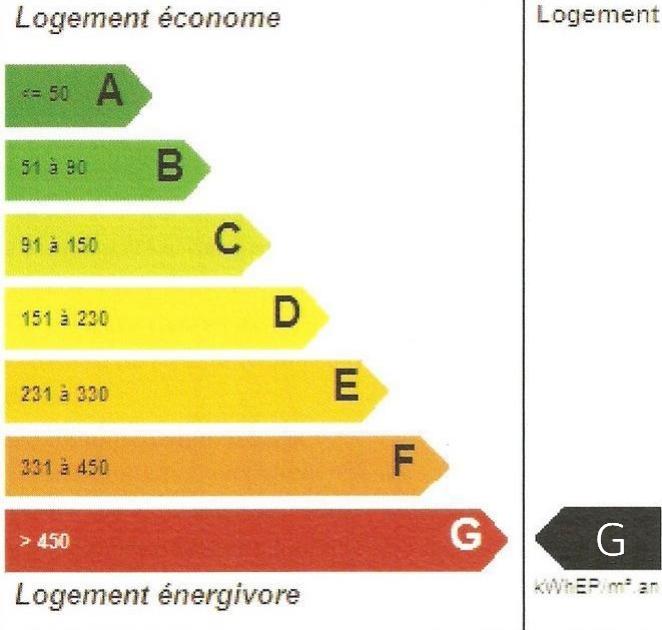 Logement économe
Logement
<= 50 A
51 à 90 B
91 à 150 C
151 à 230 D
231 à 330 E
331 à 450 F
> 450 G
G
kWhEP/m².an
Logement énergivore